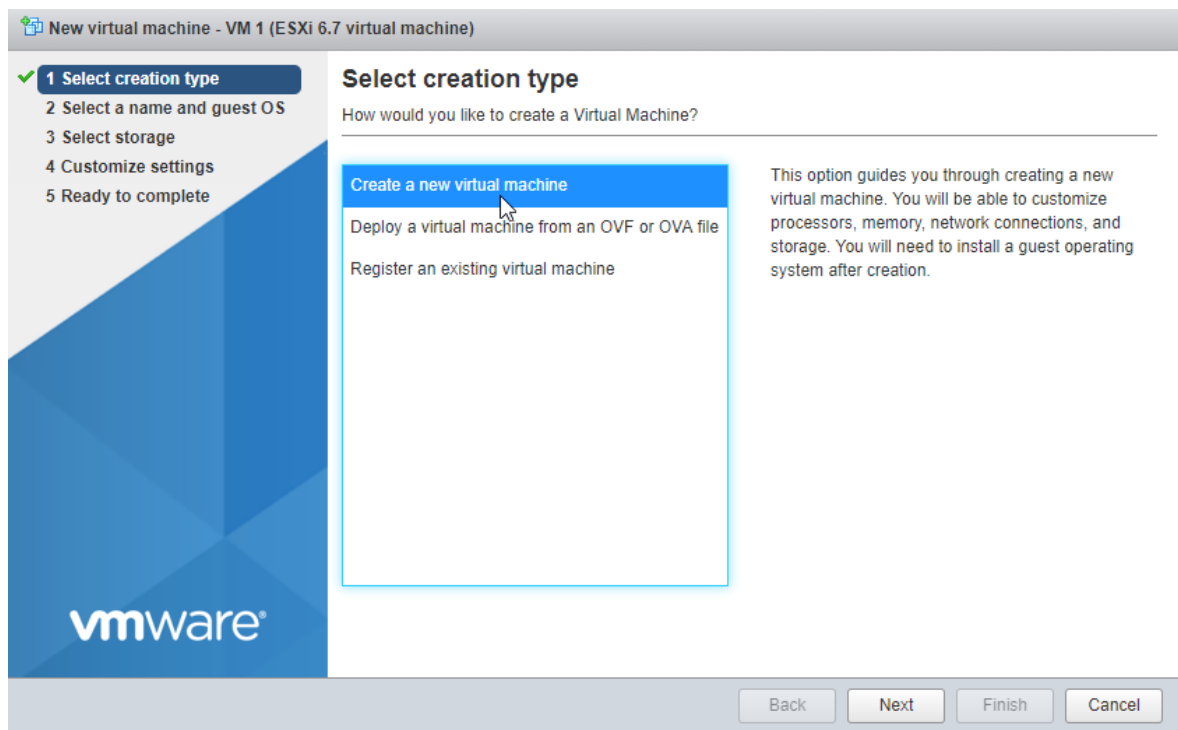 New virtual machine - VM 1 (ESXi 6.7 virtual machine)
1 Select creation type
2 Select a name and guest OS
3 Select storage
4 Customize settings
5 Ready to complete
Select creation type
How would you like to create a Virtual Machine?
Create a new virtual machine
Deploy a virtual machine from an OVF or OVA file
Register an existing virtual machine
This option guides you through creating a new
virtual machine. You will be able to customize
processors, memory, network connections, and
storage. You will need to install a guest operating
system after creation.
vmware®
Back Next Finish Cancel